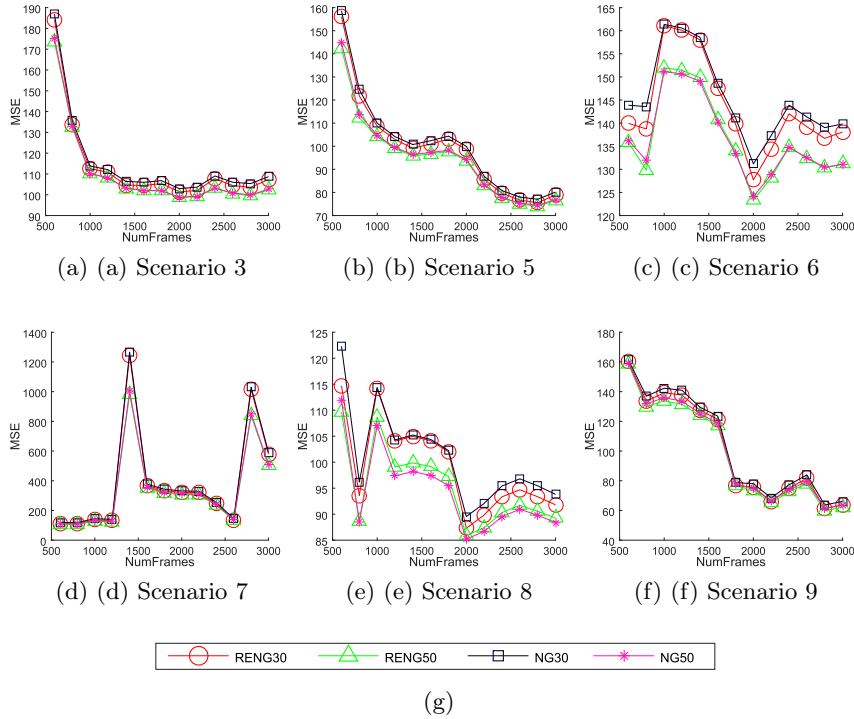 190
180
170
160
150
140
130
120
110
100
90
MSE
500 1000 1500 2000 2500 3000
NumFrames
(a) (a) Scenario 3
160
150
140
130
120
110
100
90
80
70
MSE
500 1000 1500 2000 2500 3000
NumFrames
(b) (b) Scenario 5
165
160
155
150
145
140
135
130
125
120
MSE
500 1000 1500 2000 2500 3000
NumFrames
(c) (c) Scenario 6
1400
1200
1000
800
600
400
200
0
MSE
500 1000 1500 2000 2500 3000
NumFrames
(d) (d) Scenario 7
125
120
115
110
105
100
95
90
85
MSE
500 1000 1500 2000 2500 3000
NumFrames
(e) (e) Scenario 8
180
160
140
120
100
80
60
40
MSE
500 1000 1500 2000 2500 3000
NumFrames
(f) (f) Scenario 9
RENG30 RENG50 NG30 NG50
(g)